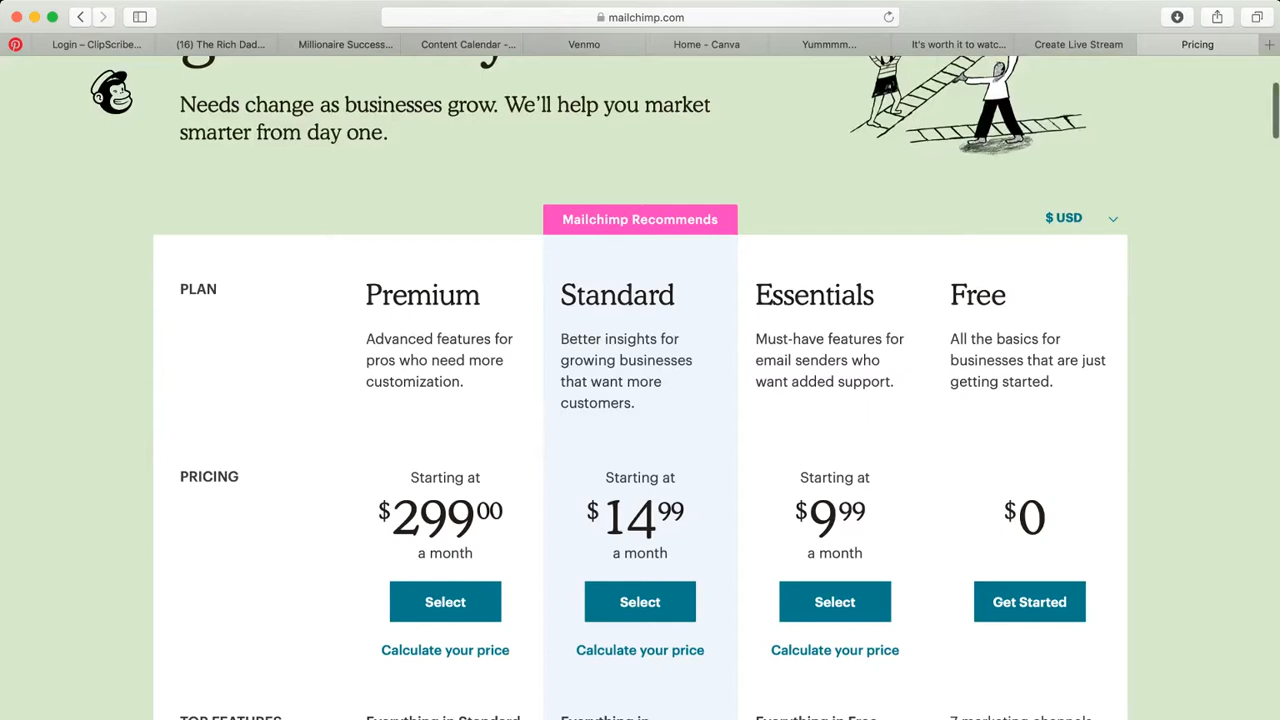 mailchimp.com
Login – ClipScribe...
(16) The Rich Dad...
Millionaire Success...
Content Calendar -...
Venmo
Home - Canva
Yummmm...
It's worth it to watc...
Create Live Stream
Pricing
Needs change as businesses grow. We'll help you market
smarter from day one.
Mailchimp Recommends
$ USD
PLAN
Premium
Advanced features for
pros who need more
customization.
Standard
Better insights for
growing businesses
that want more
customers.
Essentials
Must-have features for
email senders who
want added support.
Free
All the basics for
businesses that are just
getting started.
PRICING
Starting at
$299.00
a month
Select
Calculate your price
Starting at
$14.99
a month
Select
Calculate your price
Starting at
$9.99
a month
Select
Calculate your price
$0
Get Started
TOP FEATURES
Everything in Standard
Everything in
Everything in Free
7 marketing channels